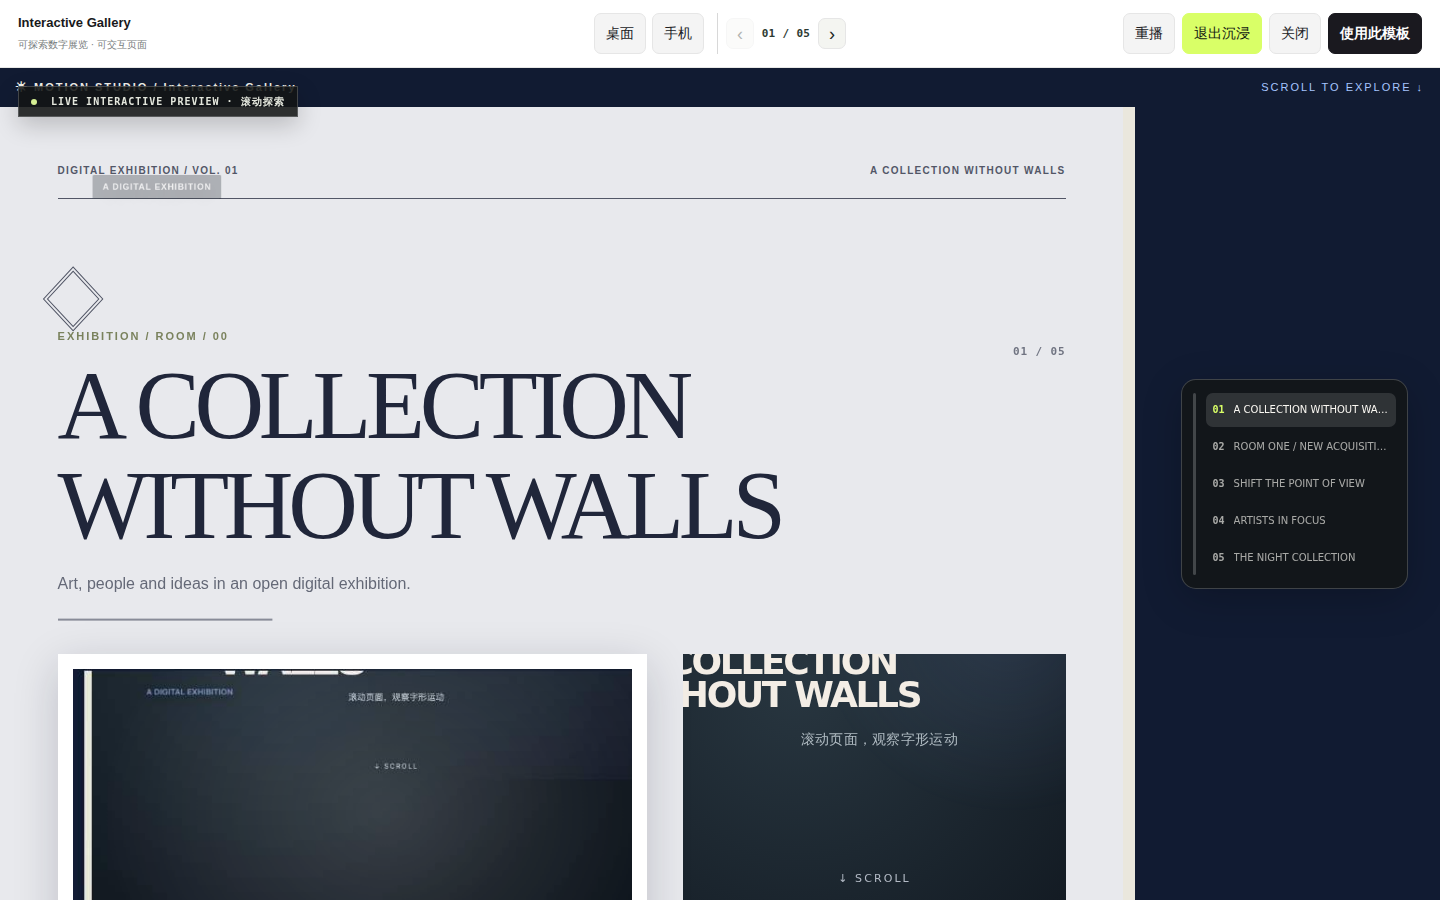 Interactive Gallery
可探索数字展览 · 可交互页面
桌面
手机
‹
01 / 05
›
重播
退出沉浸
关闭
使用此模板
MOTION STUDIO / Interactive Gallery
SCROLL TO EXPLORE ↓
LIVE INTERACTIVE PREVIEW · 滚动探索
DIGITAL EXHIBITION / VOL. 01
A COLLECTION WITHOUT WALLS
A DIGITAL EXHIBITION
EXHIBITION / ROOM / 00
01 / 05
A COLLECTION
WITHOUT WALLS
Art, people and ideas in an open digital exhibition.
01 A COLLECTION WITHOUT WA...
02 ROOM ONE / NEW ACQUISITI...
03 SHIFT THE POINT OF VIEW
04 ARTISTS IN FOCUS
05 THE NIGHT COLLECTION
WALLS
A DIGITAL EXHIBITION
滚动页面，观察字形运动
↓ SCROLL
COLLECTION
HOUT WALLS
滚动页面，观察字形运动
↓ SCROLL